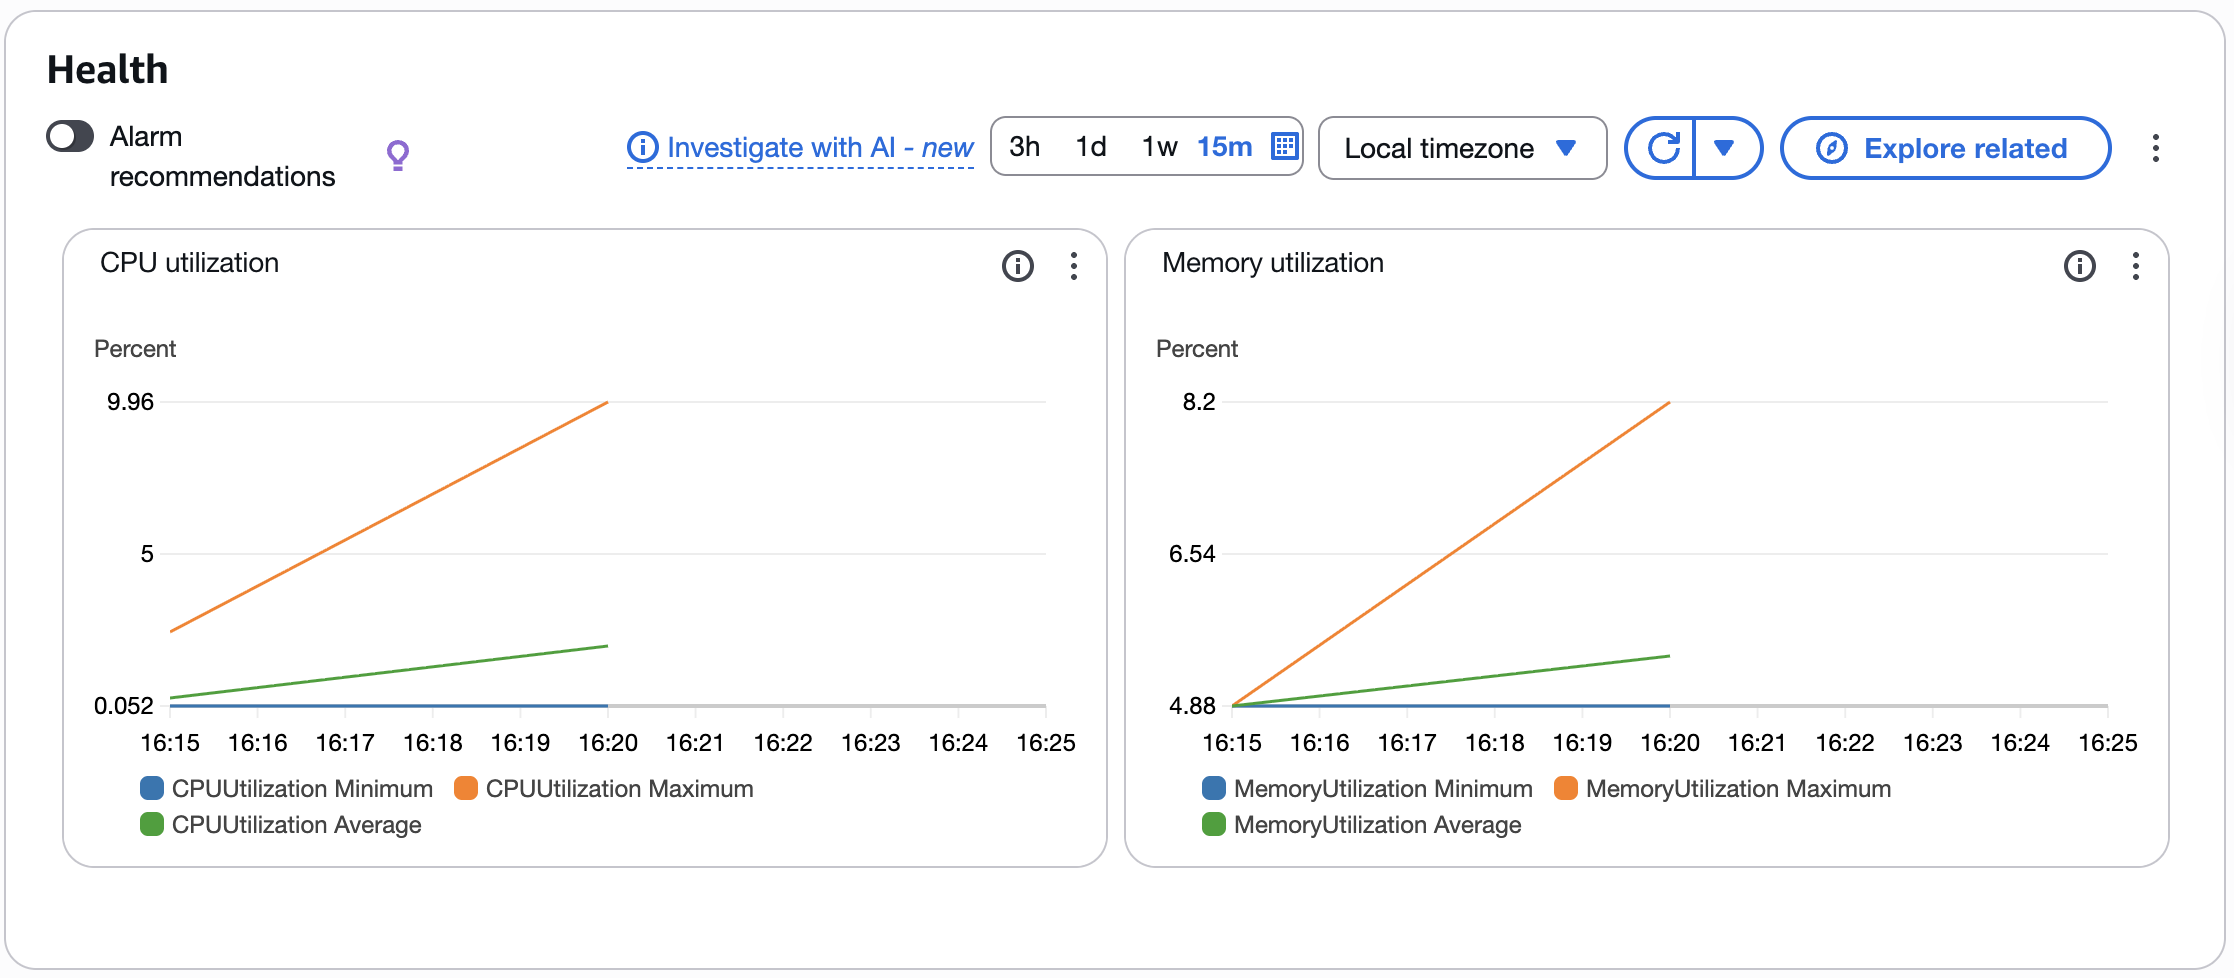 Health
Alarm
recommendations
Investigate with AI - new
3h 1d 1w 15m
Local timezone
Explore related
CPU utilization
Percent
9.96
5
0.052
16:15 16:16 16:17 16:18 16:19 16:20 16:21 16:22 16:23 16:24 16:25
CPUUtilization Minimum CPUUtilization Maximum
CPUUtilization Average
Memory utilization
Percent
8.2
6.54
4.88
16:15 16:16 16:17 16:18 16:19 16:20 16:21 16:22 16:23 16:24 16:25
MemoryUtilization Minimum MemoryUtilization Maximum
MemoryUtilization Average